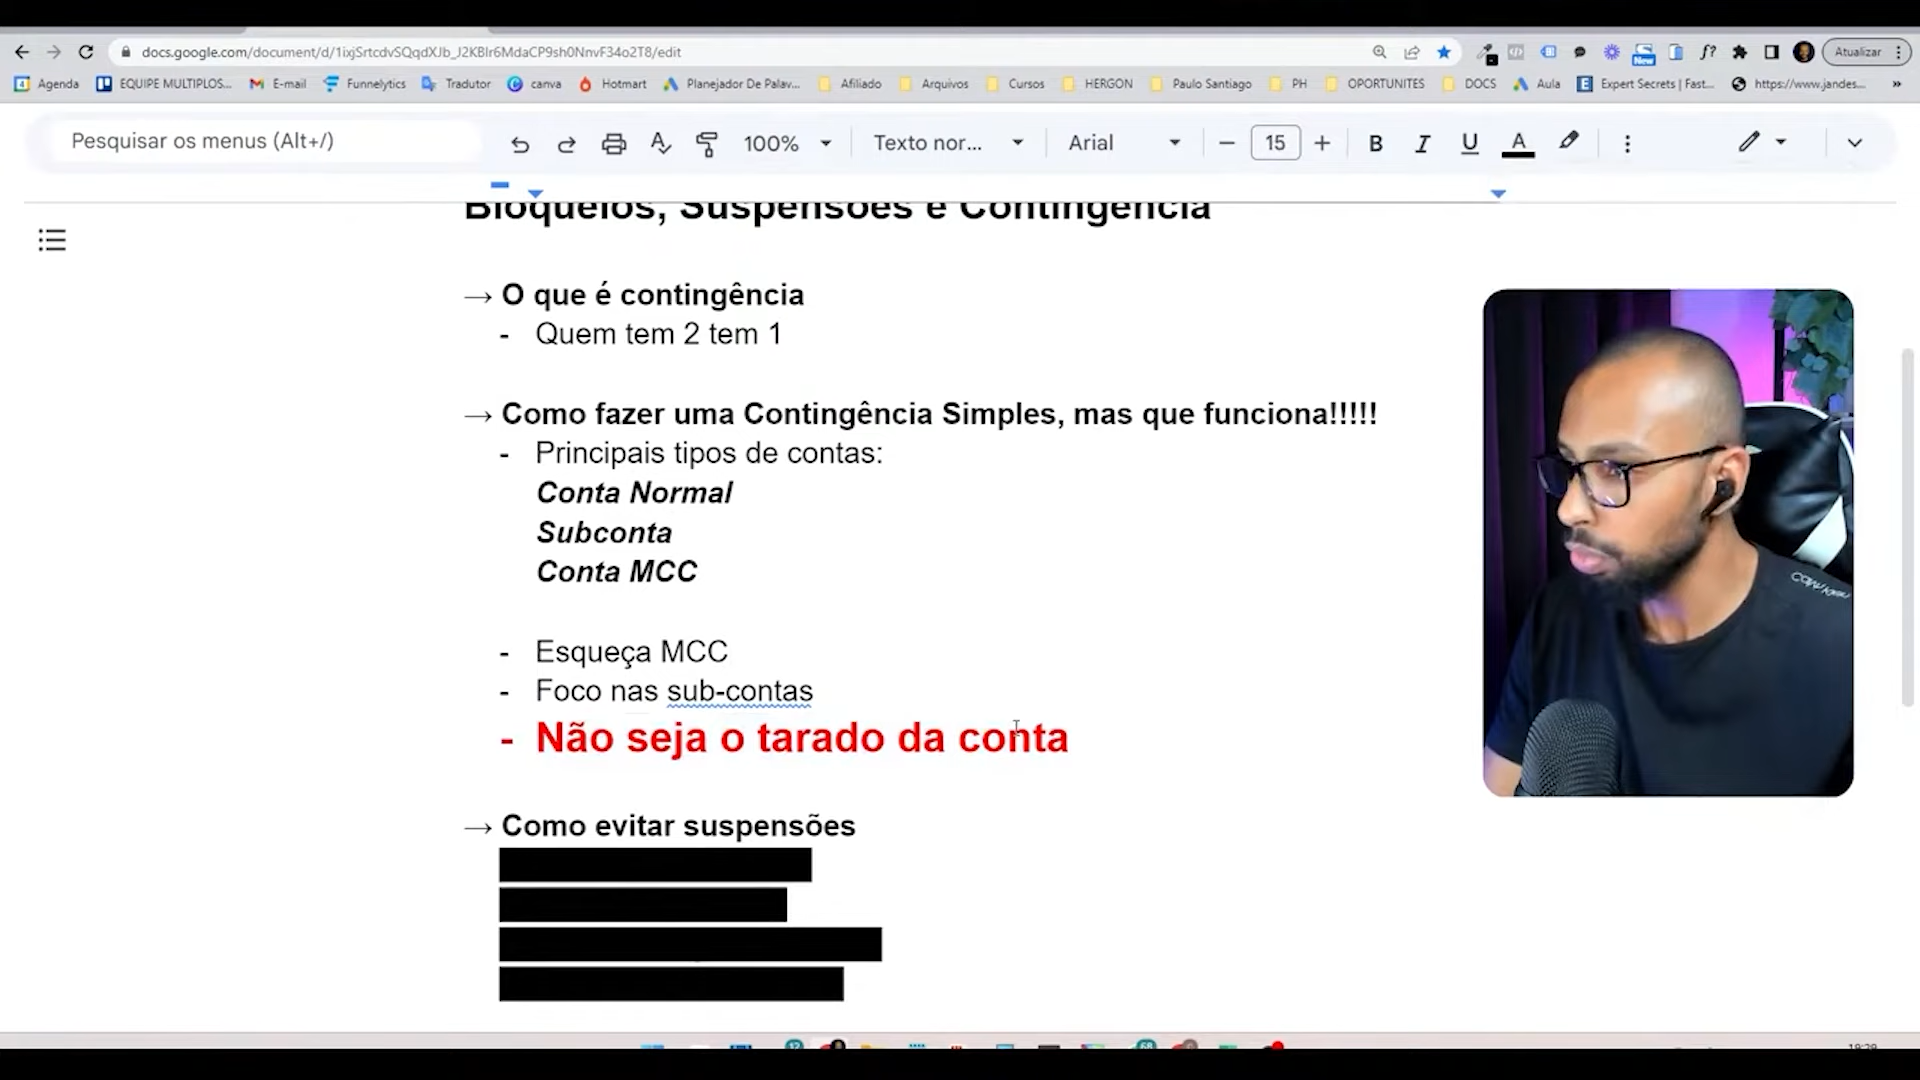 docs.google.com/document/d/1ixjSrtcdvSQqdXJb_J2KBlr6MdaCP9sh0NnvF34o2T8/edit
Atualizar
Agenda EQUIPE MULTIPLOS... E-mail Funnelytics Tradutor canva Hotmart Planejador De Palav... Afiliado Arquivos Cursos HERGON Paulo Santiago PH OPORTUNITES DOCS Aula Expert Secrets | Fast... https://www.jandes... »
New
Pesquisar os menus (Alt+/) 100% Texto nor... Arial 15 B I U A
Bloqueios, Suspensões e Contingência
→ O que é contingência
- Quem tem 2 tem 1
→ Como fazer uma Contingência Simples, mas que funciona!!!!!
- Principais tipos de contas:
Conta Normal
Subconta
Conta MCC
- Esqueça MCC
- Foco nas sub-contas
- Não seja o tarado da conta
→ Como evitar suspensões